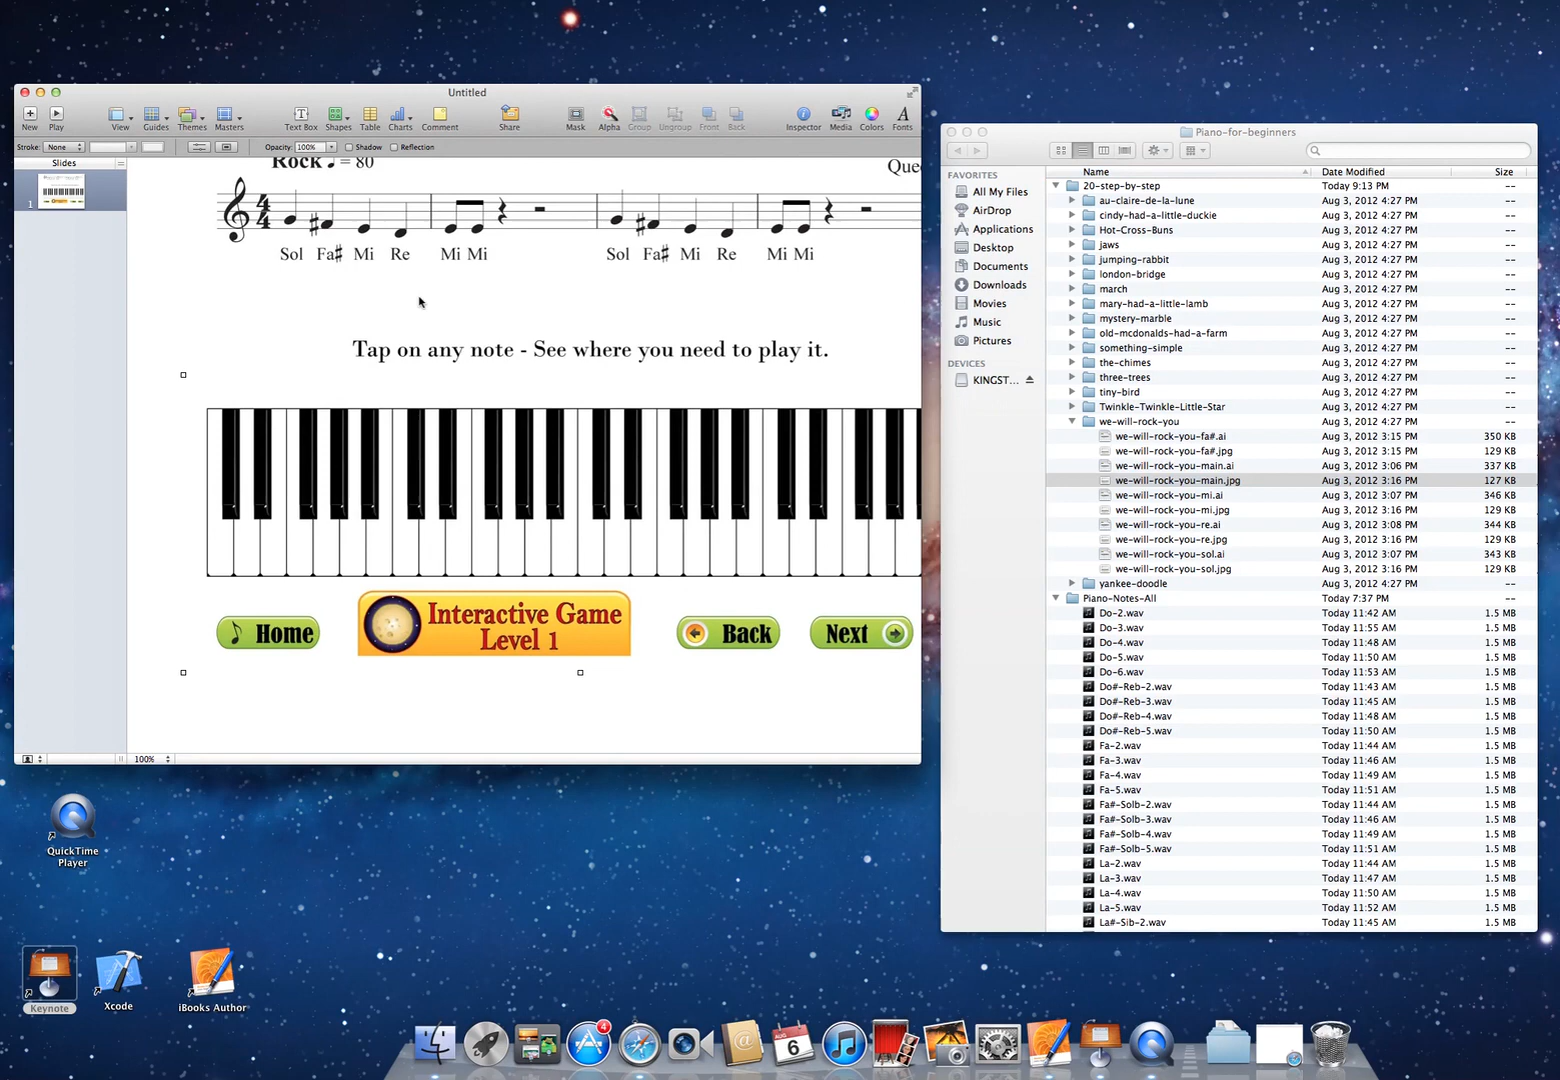 Untitled
New Play View Guides Themes Masters Text Box Shapes Table Charts Comment Share Mask Alpha Group Ungroup Front Back Inspector Media Colors Fonts
Stroke: None Opacity: 100% Shadow Reflection
Slides
1
Rock ♩ = 80
4
4
Sol Fa♯ Mi Re Mi Mi Sol Fa♯ Mi Re Mi Mi
Tap on any note - See where you need to play it.
Home
Interactive Game
Level 1
Back
Next
100%
Piano-for-beginners
FAVORITES
All My Files
AirDrop
Applications
Desktop
Documents
Downloads
Movies
Music
Pictures
DEVICES
KINGST...
Name Date Modified Size
20-step-by-step Today 9:13 PM --
au-claire-de-la-lune Aug 3, 2012 4:27 PM --
cindy-had-a-little-duckie Aug 3, 2012 4:27 PM --
Hot-Cross-Buns Aug 3, 2012 4:27 PM --
jaws Aug 3, 2012 4:27 PM --
jumping-rabbit Aug 3, 2012 4:27 PM --
london-bridge Aug 3, 2012 4:27 PM --
march Aug 3, 2012 4:27 PM --
mary-had-a-little-lamb Aug 3, 2012 4:27 PM --
mystery-marble Aug 3, 2012 4:27 PM --
old-mcdonalds-had-a-farm Aug 3, 2012 4:27 PM --
something-simple Aug 3, 2012 4:27 PM --
the-chimes Aug 3, 2012 4:27 PM --
three-trees Aug 3, 2012 4:27 PM --
tiny-bird Aug 3, 2012 4:27 PM --
Twinkle-Twinkle-Little-Star Aug 3, 2012 4:27 PM --
we-will-rock-you Aug 3, 2012 4:27 PM --
we-will-rock-you-fa#.ai Aug 3, 2012 3:15 PM 350 KB
we-will-rock-you-fa#.jpg Aug 3, 2012 3:15 PM 129 KB
we-will-rock-you-main.ai Aug 3, 2012 3:06 PM 337 KB
we-will-rock-you-main.jpg Aug 3, 2012 3:16 PM 127 KB
we-will-rock-you-mi.ai Aug 3, 2012 3:07 PM 346 KB
we-will-rock-you-mi.jpg Aug 3, 2012 3:16 PM 129 KB
we-will-rock-you-re.ai Aug 3, 2012 3:08 PM 344 KB
we-will-rock-you-re.jpg Aug 3, 2012 3:16 PM 129 KB
we-will-rock-you-sol.ai Aug 3, 2012 3:07 PM 343 KB
we-will-rock-you-sol.jpg Aug 3, 2012 3:16 PM 129 KB
yankee-doodle Aug 3, 2012 4:27 PM --
Piano-Notes-All Today 7:37 PM --
Do-2.wav Today 11:42 AM 1.5 MB
Do-3.wav Today 11:55 AM 1.5 MB
Do-4.wav Today 11:48 AM 1.5 MB
Do-5.wav Today 11:50 AM 1.5 MB
Do-6.wav Today 11:53 AM 1.5 MB
Do#-Reb-2.wav Today 11:43 AM 1.5 MB
Do#-Reb-3.wav Today 11:45 AM 1.5 MB
Do#-Reb-4.wav Today 11:48 AM 1.5 MB
Do#-Reb-5.wav Today 11:50 AM 1.5 MB
Fa-2.wav Today 11:44 AM 1.5 MB
Fa-3.wav Today 11:46 AM 1.5 MB
Fa-4.wav Today 11:49 AM 1.5 MB
Fa-5.wav Today 11:51 AM 1.5 MB
Fa#-Solb-2.wav Today 11:44 AM 1.5 MB
Fa#-Solb-3.wav Today 11:46 AM 1.5 MB
Fa#-Solb-4.wav Today 11:49 AM 1.5 MB
Fa#-Solb-5.wav Today 11:51 AM 1.5 MB
La-2.wav Today 11:44 AM 1.5 MB
La-3.wav Today 11:47 AM 1.5 MB
La-4.wav Today 11:50 AM 1.5 MB
La-5.wav Today 11:52 AM 1.5 MB
La#-Sib-2.wav Today 11:45 AM 1.5 MB
QuickTime
Player
Keynote
Xcode
iBooks Author
4
6